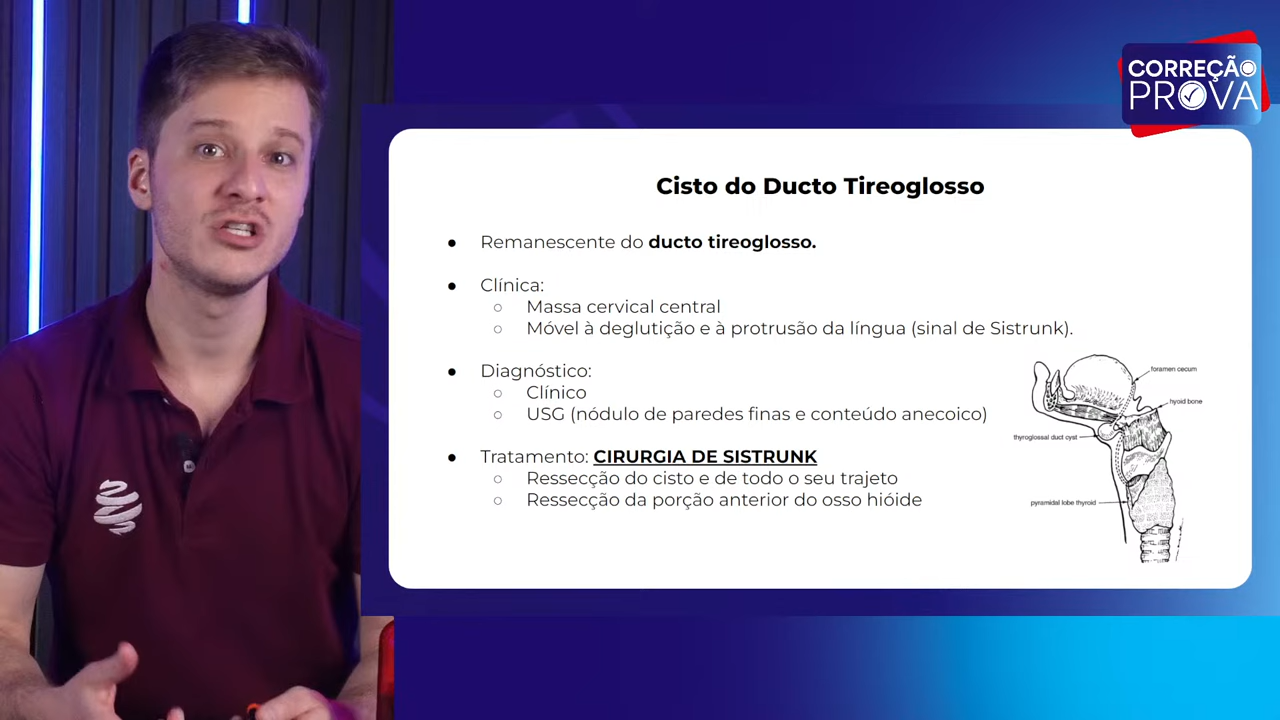 CORREÇÃO
PROVA
Cisto do Ducto Tireoglosso
● Remanescente do ducto tireoglosso.
● Clínica:
○ Massa cervical central
○ Móvel à deglutição e à protrusão da língua (sinal de Sistrunk).
● Diagnóstico:
○ Clínico
○ USG (nódulo de paredes finas e conteúdo anecoico)
● Tratamento: CIRURGIA DE SISTRUNK
○ Ressecção do cisto e de todo o seu trajeto
○ Ressecção da porção anterior do osso hióide
foramen cecum
hyoid bone
thyroglossal duct cyst
pyramidal lobe thyroid